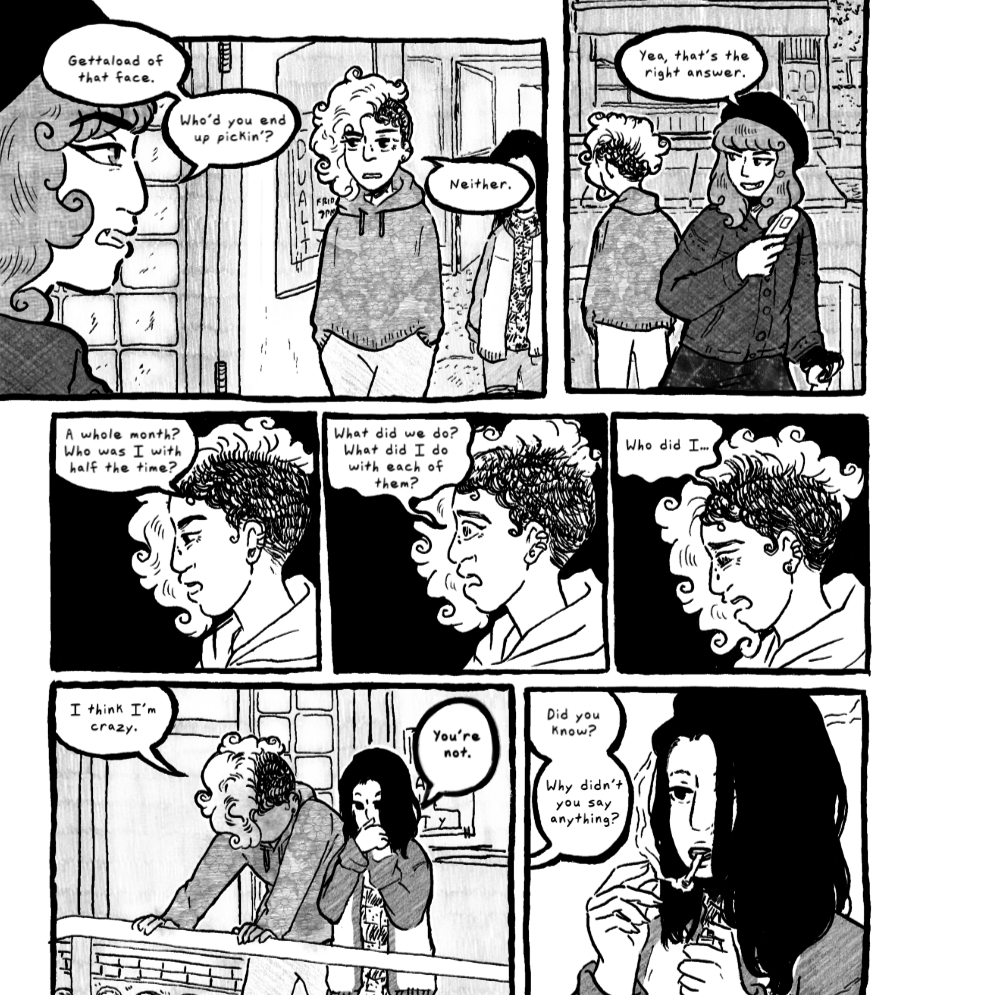 Gettaload of
that face.
Who'd you end
up pickin'?
DUALIT
FRID
Neither.
Yea, that's the
right answer.
A whole month?
Who was I with
half the time?
What did we do?
What did I do
with each of
them?
Who did I...
I think I'm
crazy.
You're
not.
Did you
know?
Why didn't
you say
anything?